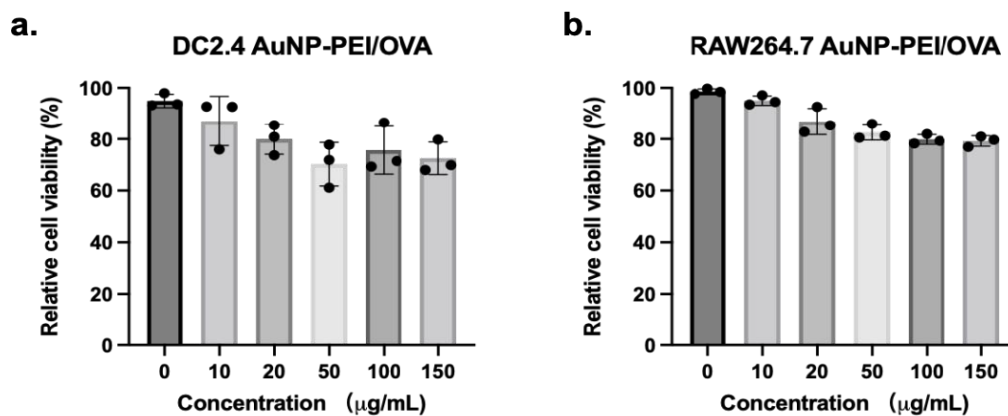 a.
DC2.4 AuNP-PEI/OVA
Relative cell viability (%)
100
80
60
40
20
0
0 10 20 50 100 150
Concentration （μg/mL）
b.
RAW264.7 AuNP-PEI/OVA
Relative cell viability (%)
100
80
60
40
20
0
0 10 20 50 100 150
Concentration （μg/mL）